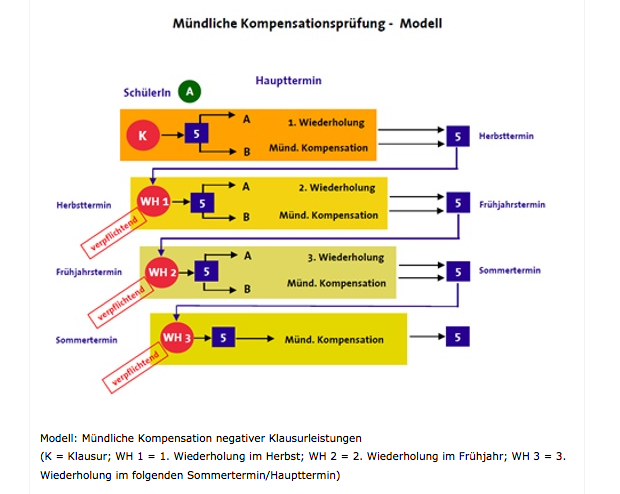 Mündliche Kompensationsprüfung - Modell
Haupttermin
SchülerIn A
K 5 A 1. Wiederholung
B Münd. Kompensation
5 Herbsttermin
Herbsttermin WH 1 5 A 2. Wiederholung
B Münd. Kompensation
5 Frühjahrstermin
verpflichtend
Frühjahrstermin WH 2 5 A 3. Wiederholung
B Münd. Kompensation
5 Sommertermin
verpflichtend
Sommertermin WH 3 5 Münd. Kompensation 5
verpflichtend
Modell: Mündliche Kompensation negativer Klausurleistungen
(K = Klausur; WH 1 = 1. Wiederholung im Herbst; WH 2 = 2. Wiederholung im Frühjahr; WH 3 = 3.
Wiederholung im folgenden Sommertermin/Haupttermin)